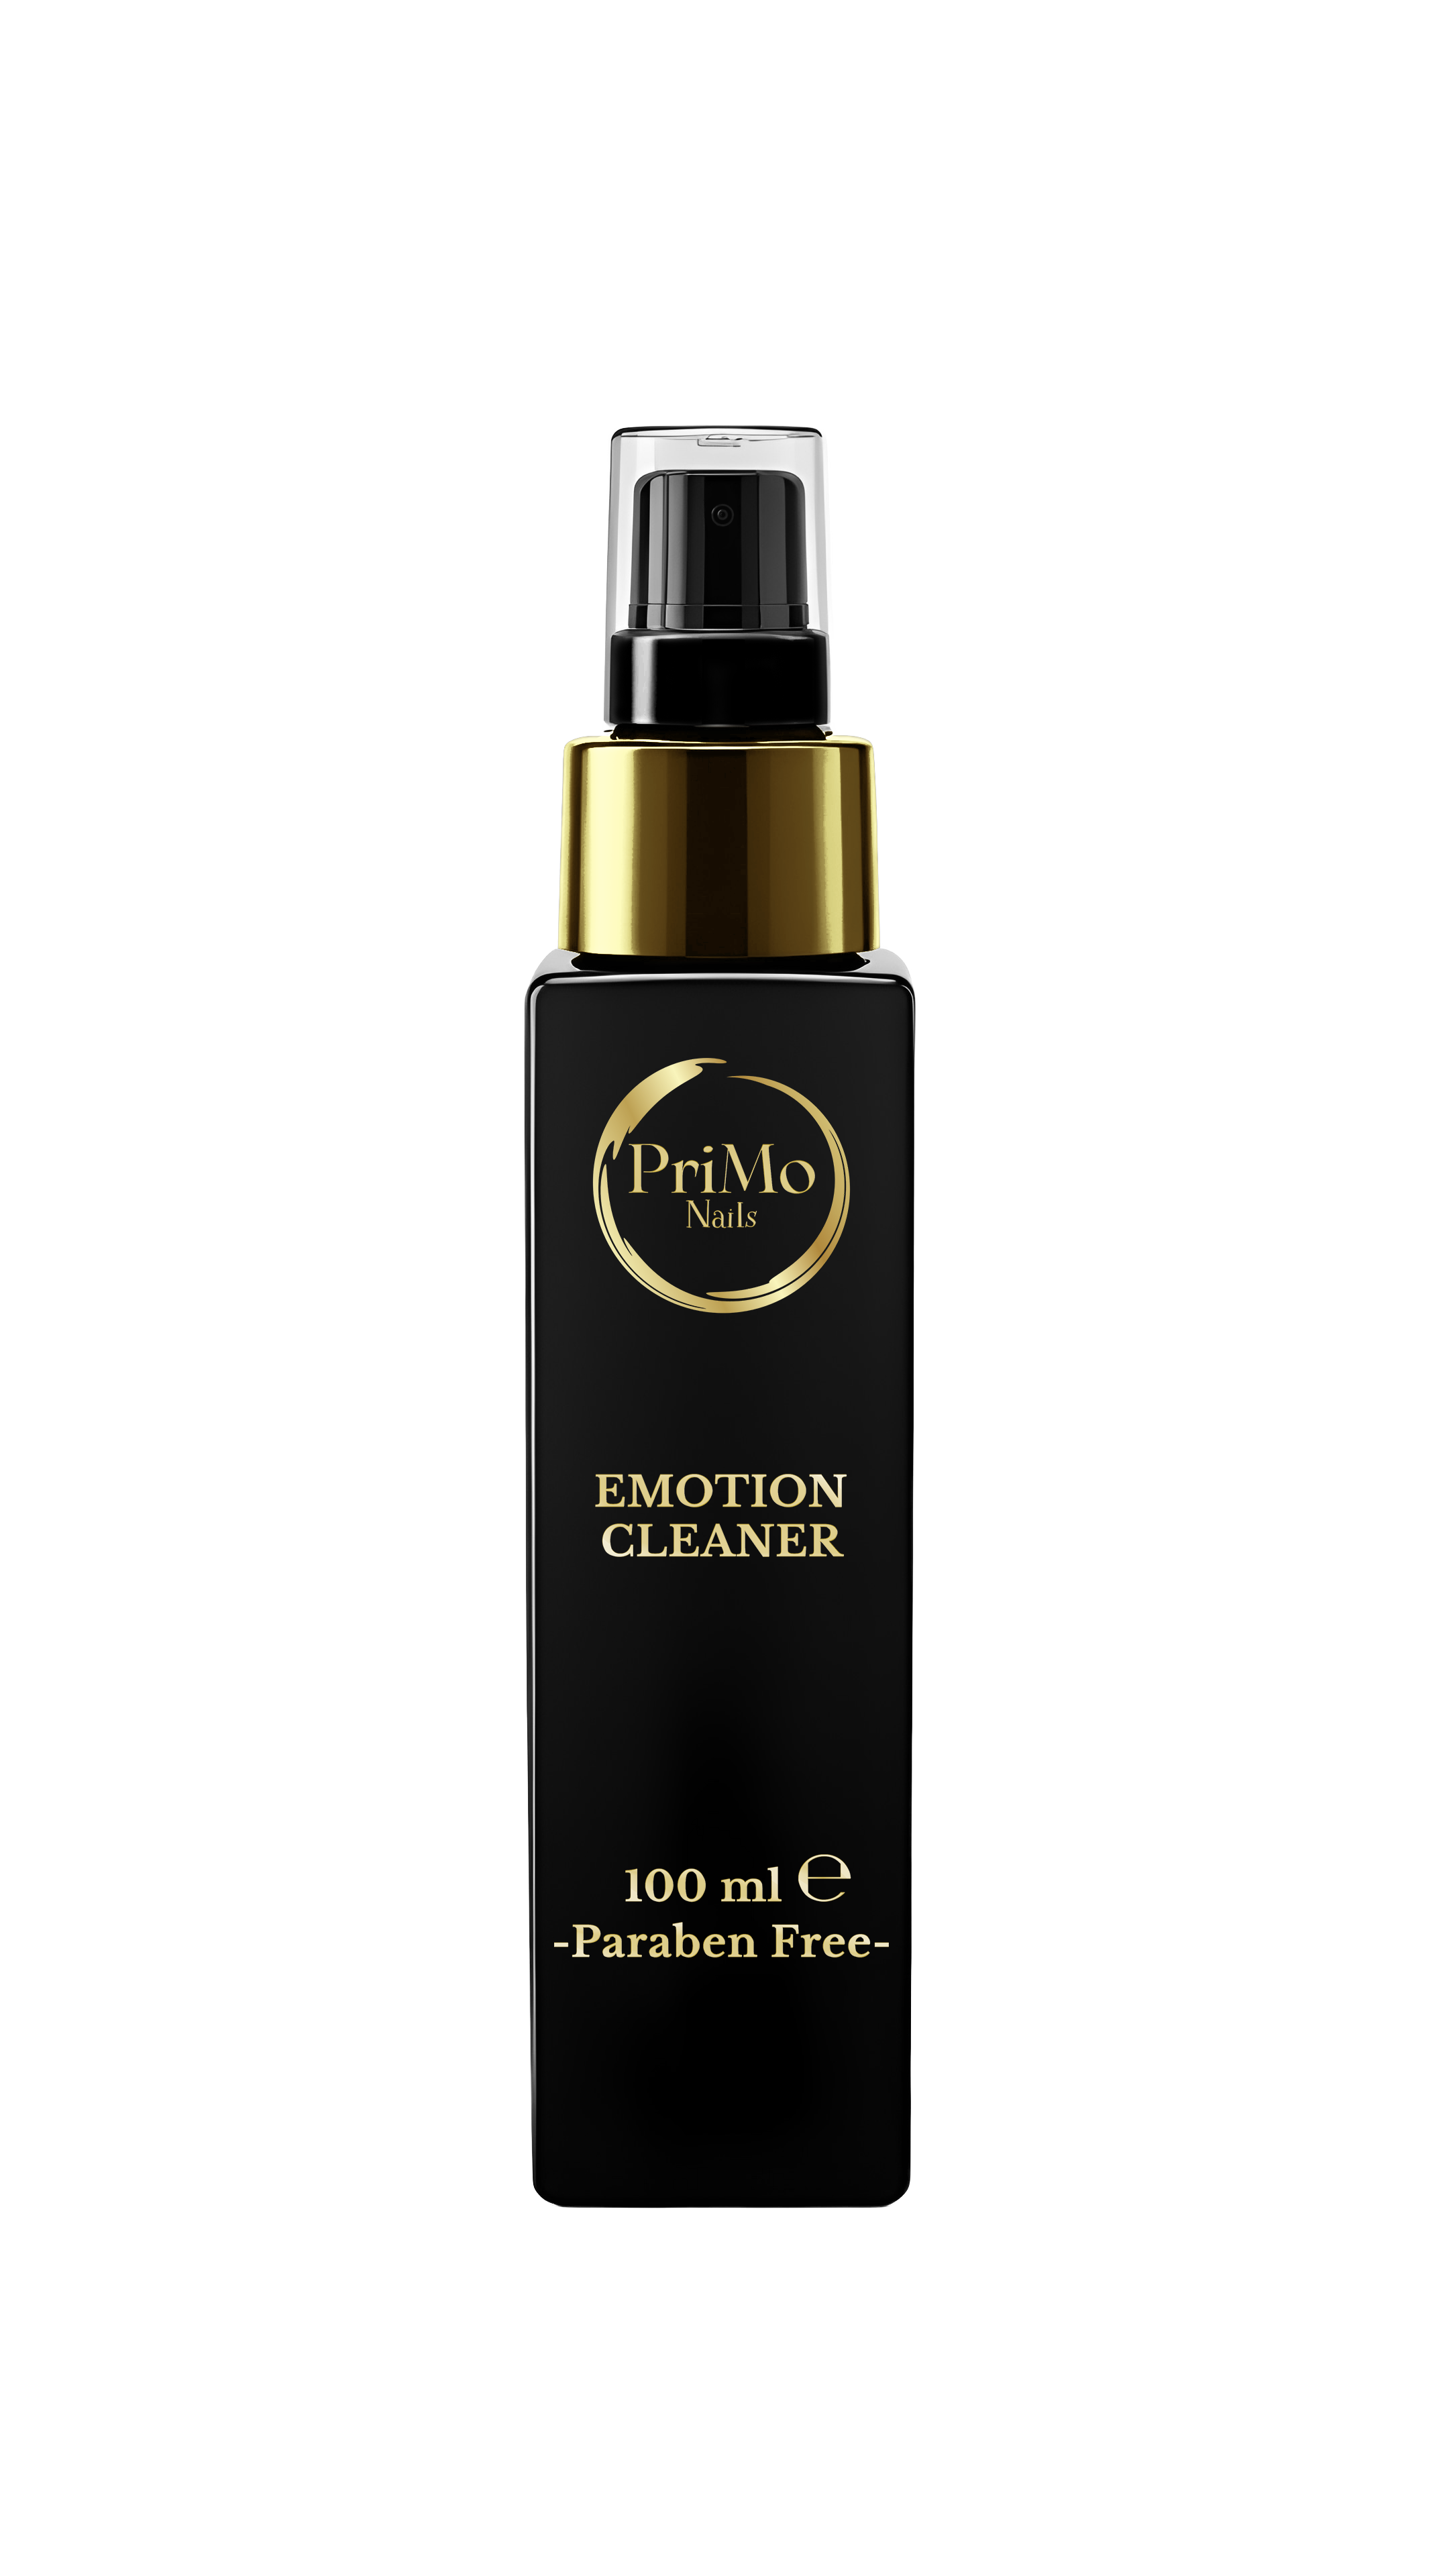 PriMo
Nails
EMOTION
CLEANER
100 ml ℮
-Paraben Free-